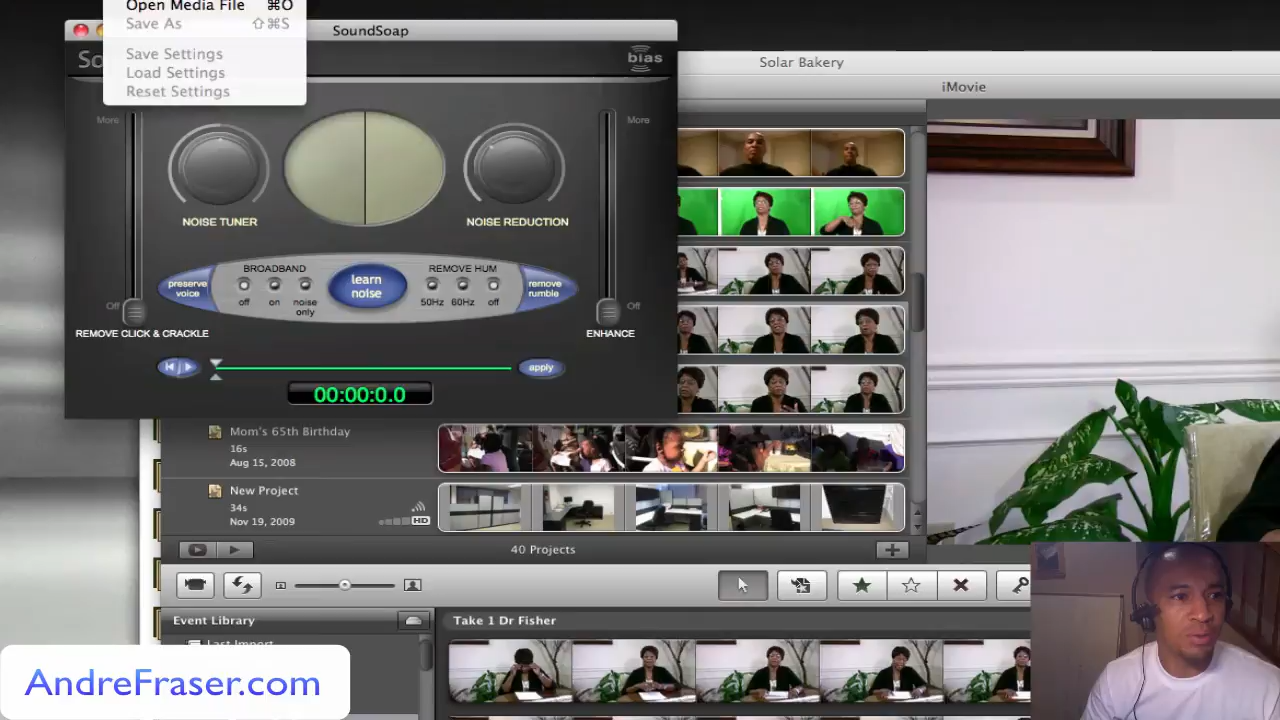 Open Media File ⌘O
Save As ⇧⌘S
Save Settings
Load Settings
Reset Settings
SoundSoap
So
bias
Solar Bakery
iMovie
More
More
NOISE TUNER
NOISE REDUCTION
BROADBAND
REMOVE HUM
preserve voice
learn noise
remove rumble
off on noise only
50Hz 60Hz off
Off
Off
REMOVE CLICK & CRACKLE
ENHANCE
apply
00:00:0.0
Mom's 65th Birthday
16s
Aug 15, 2008
New Project
34s
Nov 19, 2009
HD
40 Projects
Event Library
Take 1 Dr Fisher
Last Import
AndreFraser.com